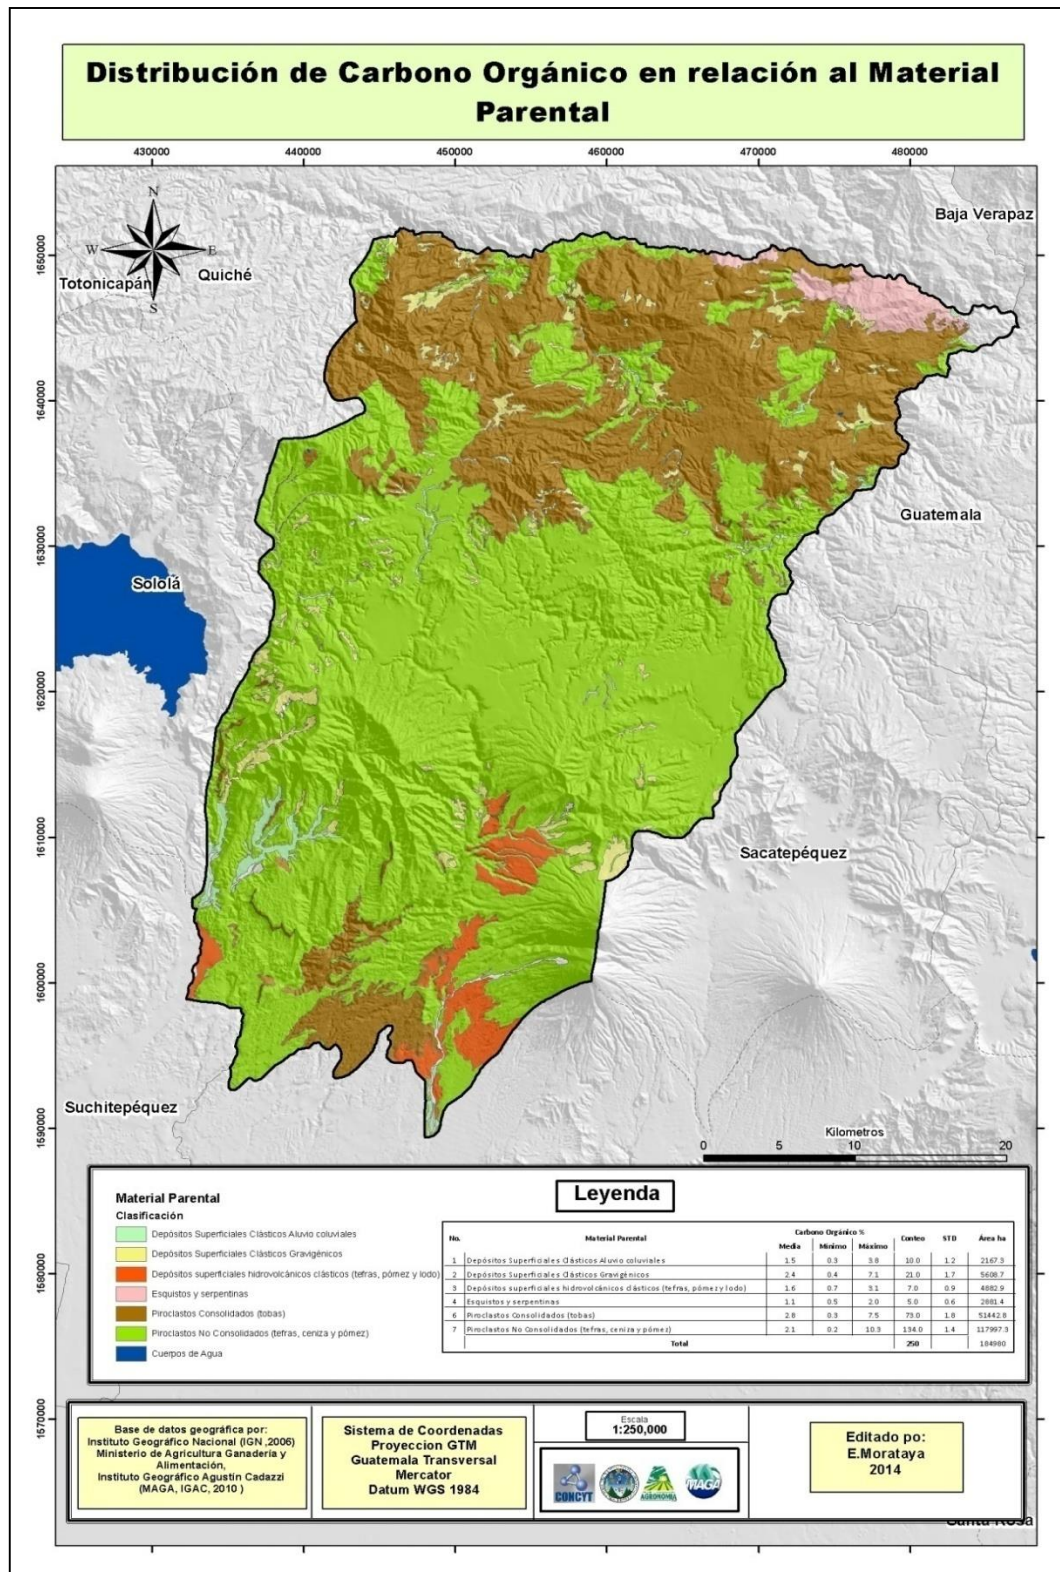 Distribución de Carbono Orgánico en relación al Material
Parental
430000 440000 450000 460000 470000 480000
N
W E
S
Baja Verapaz
Totonicapán
Quiché
1650000
1640000
Guatemala
1630000
Sololá
1620000
1610000
Sacatepéquez
1600000
Suchitepéquez
1590000
Kilometros
0 5 10 20
Leyenda
Material Parental
Clasificación
Depósitos Superficiales Clásticos Aluvio coluviales
Depósitos Superficiales Clásticos Gravigénicos
Depósitos superficiales hidrovolcánicos clásticos (tefras, pómez y lodo)
Esquistos y serpentinas
Piroclastos Consolidados (tobas)
Piroclastos No Consolidados (tefras, ceniza y pómez)
Cuerpos de Agua
No. Material Parental Carbono Orgánico % Conteo STD Área ha
Media Mínimo Máximo
1 Depósitos Superficiales Clásticos Aluvio coluviales 1.5 0.3 3.8 10.0 1.2 2167.3
2 Depósitos Superficiales Clásticos Gravigénicos 2.4 0.4 7.1 21.0 1.7 5608.7
3 Depósitos superficiales hidrovolcánicos clásticos (tefras, pómez y lodo) 1.6 0.7 3.1 7.0 0.9 4882.9
4 Esquistos y serpentinas 1.1 0.5 2.0 5.0 0.6 2881.4
6 Piroclastos Consolidados (tobas) 2.8 0.3 7.5 73.0 1.8 51442.8
7 Piroclastos No Consolidados (tefras, ceniza y pómez) 2.1 0.2 10.3 134.0 1.4 117997.3
Total 250 184980
1580000
1570000
Base de datos geográfica por:
Instituto Geográfico Nacional (IGN ,2006)
Ministerio de Agricultura Ganadería y
Alimentación,
Instituto Geográfico Agustín Cadazzi
(MAGA, IGAC, 2010 )
Sistema de Coordenadas
Proyeccion GTM
Guatemala Transversal
Mercator
Datum WGS 1984
Escala
1:250,000
CONCYT
AGRONOMIA
MAGA
Editado po:
E.Morataya
2014
Santa Rosa
430000 440000 450000 460000 470000 480000